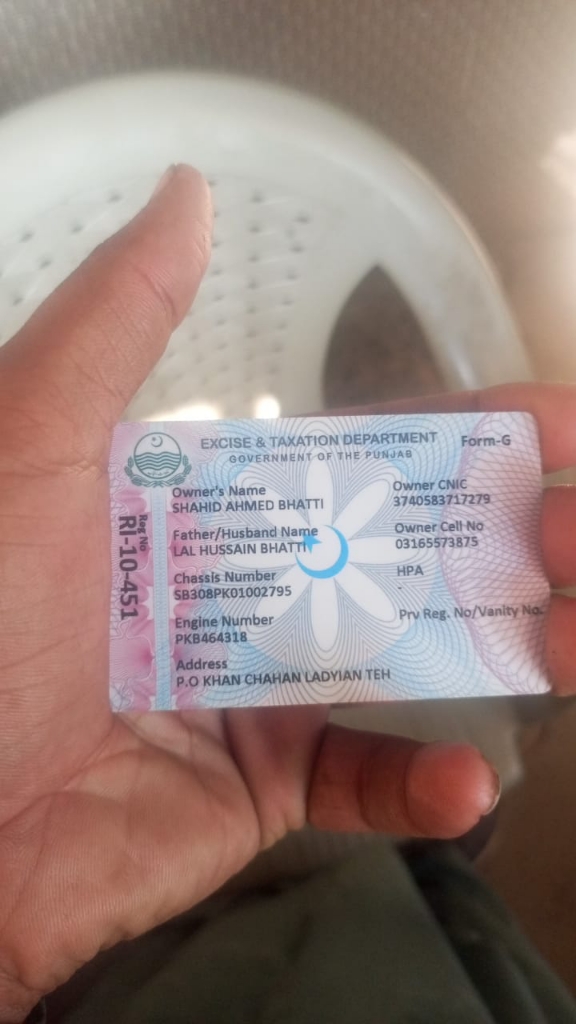 EXCISE & TAXATION DEPARTMENT
Form-G
GOVERNMENT OF THE PUNJAB
Reg No
RI-10-451
Owner's Name
SHAHID AHMED BHATTI
Owner CNIC
3740583717279
Father/Husband Name
LAL HUSSAIN BHATTI
Owner Cell No
03165573875
Chassis Number
SB308PK01002795
HPA
-
Engine Number
PKB464318
Prv Reg. No/Vanity No.
Address
P.O KHAN CHAHAN LADYIAN TEH